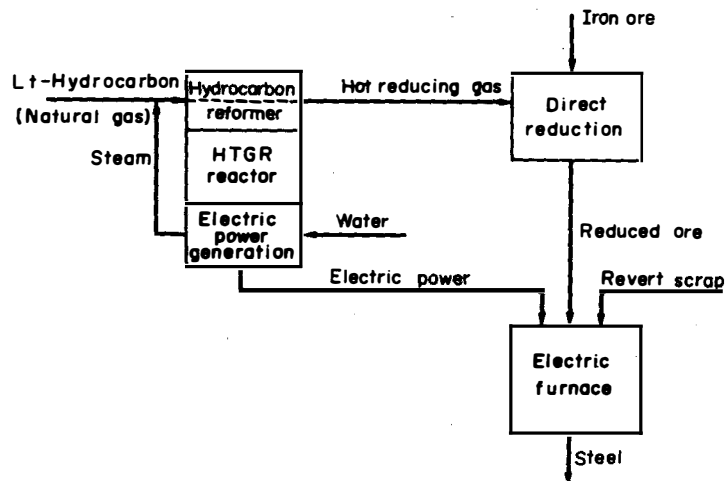 Iron ore
Lt-Hydrocarbon
(Natural gas)
Steam
Hydrocarbon
reformer
HTGR
reactor
Electric
power
generation
Hot reducing gas
Direct
reduction
Water
Reduced ore
Electric power
Revert scrap
Electric
furnace
Steel